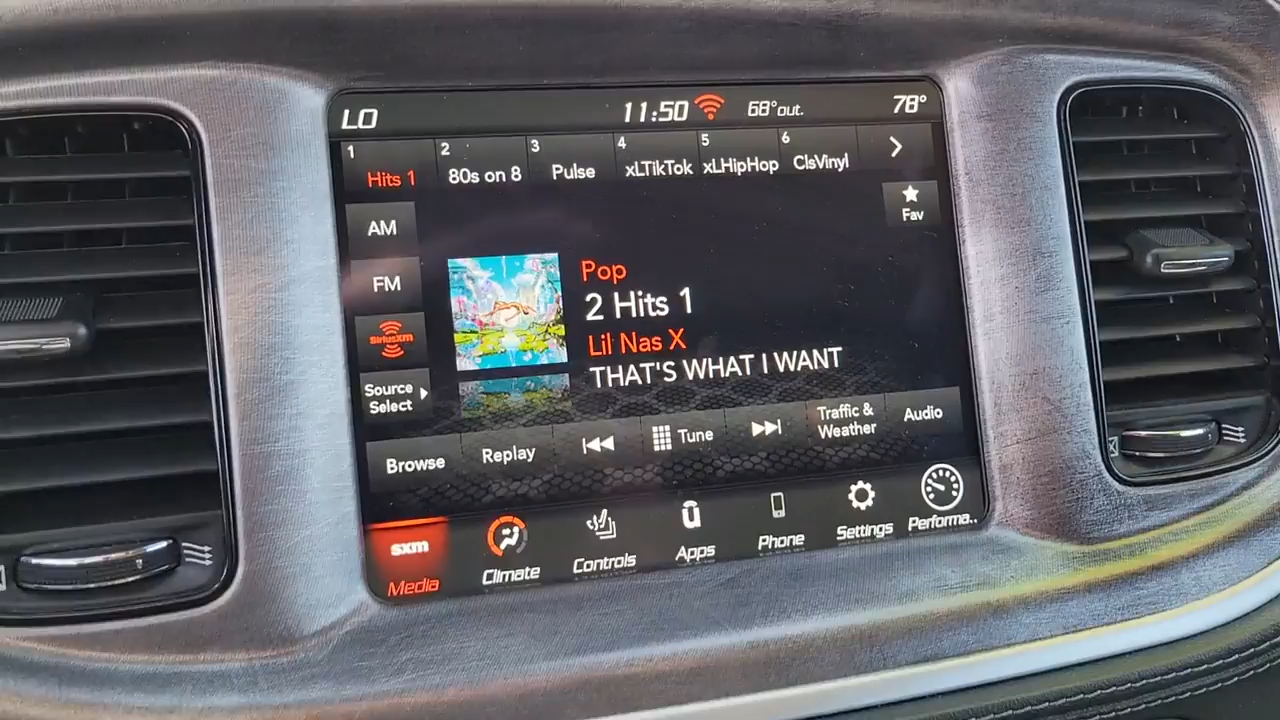 LO 11:50 68°out. 78°
1 2 3 4 5 6
Hits 1 80s on 8 Pulse xLTikTok xLHipHop ClsVinyl
AM
Fav
FM
Pop
2 Hits 1
SiriusXM
Lil Nas X
THAT'S WHAT I WANT
Source
Select
Browse Replay Tune Traffic &
Weather
Audio
sxm
Media Climate Controls Apps Phone Settings Performa..